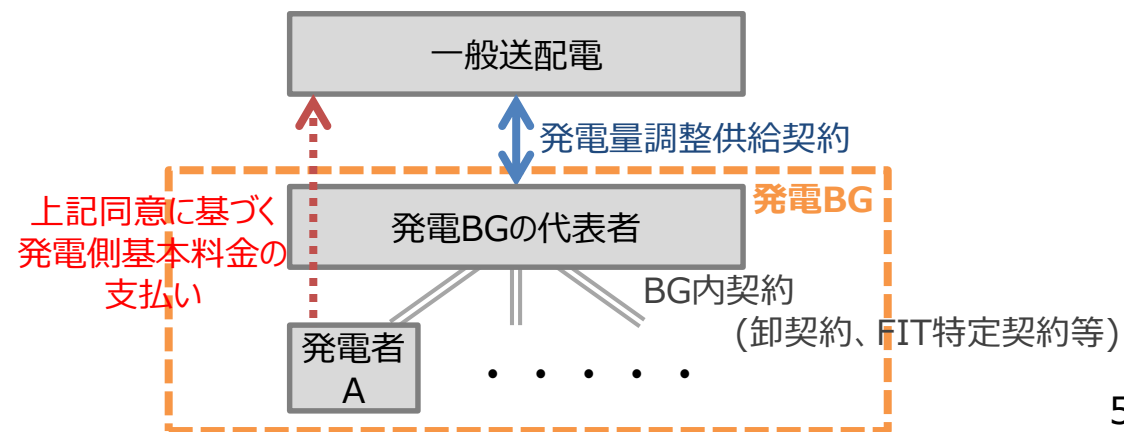 一般送配電
発電量調整供給契約
発電BG
上記同意に基づく
発電側基本料金の
支払い
発電BGの代表者
BG内契約
(卸契約、FIT特定契約等)
発電者
A
・・・・・
5